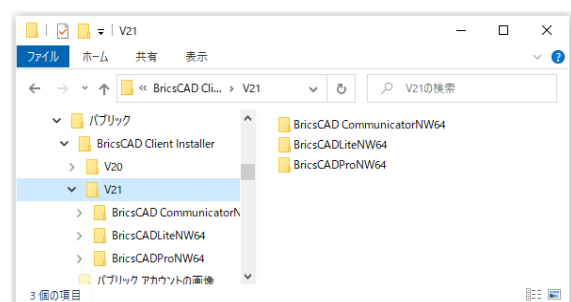 V21
ファイル ホーム 共有 表示
« BricsCAD Cli... › V21 V21の検索
パブリック
BricsCAD Client Installer
V20
V21
BricsCAD CommunicatorN
BricsCADLiteNW64
BricsCADProNW64
パブリック アカウントの画像
BricsCAD CommunicatorNW64
BricsCADLiteNW64
BricsCADProNW64
3 個の項目